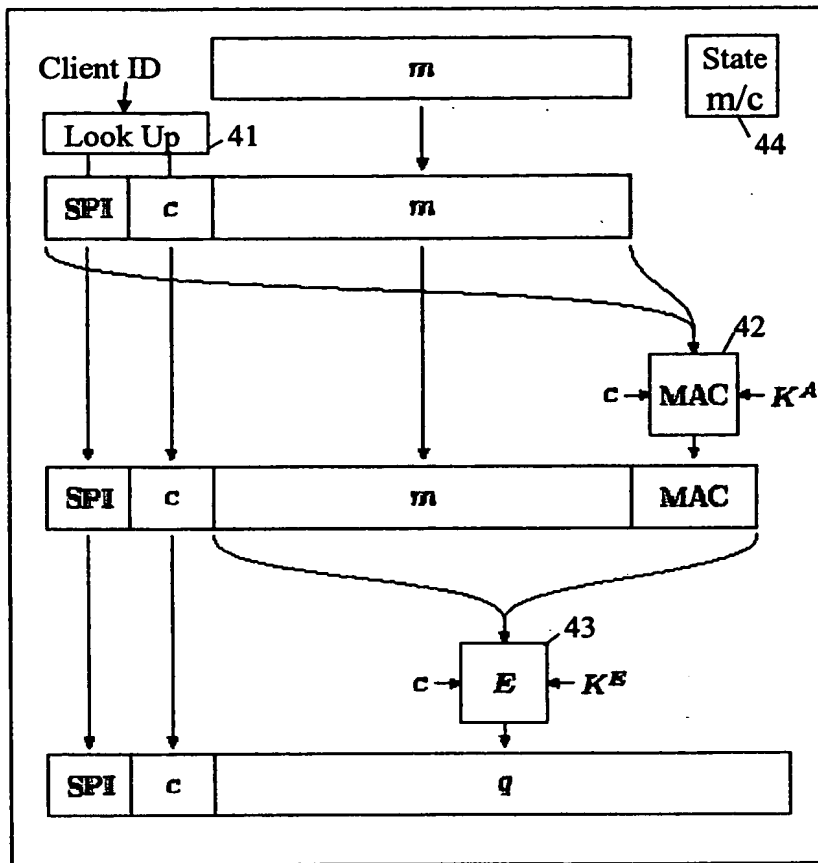 m
State
m/c
44
Client ID
Look Up
41
SPI c m
42
c MAC K^A
SPI c m MAC
43
c E K^E
SPI c q